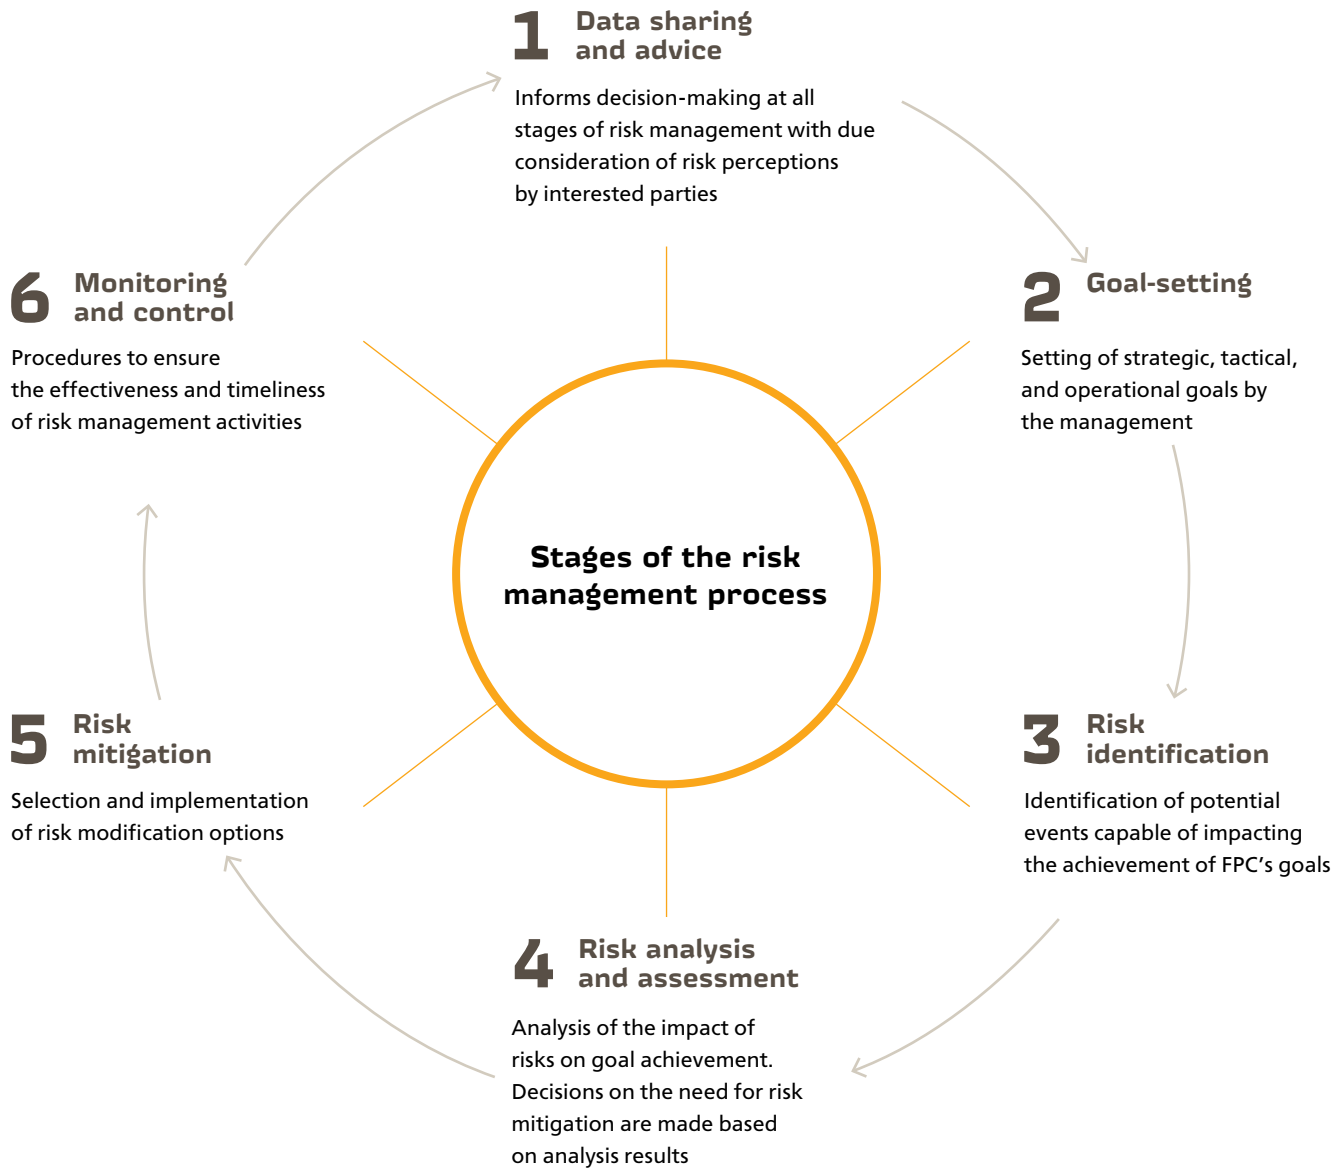 1 Data sharing
and advice
Informs decision-making at all
stages of risk management with due
consideration of risk perceptions
by interested parties
2 Goal-setting
Setting of strategic, tactical,
and operational goals by
the management
3 Risk
identification
Identification of potential
events capable of impacting
the achievement of FPC’s goals
4 Risk analysis
and assessment
Analysis of the impact of
risks on goal achievement.
Decisions on the need for risk
mitigation are made based
on analysis results
5 Risk
mitigation
Selection and implementation
of risk modification options
6 Monitoring
and control
Procedures to ensure
the effectiveness and timeliness
of risk management activities
Stages of the risk
management process